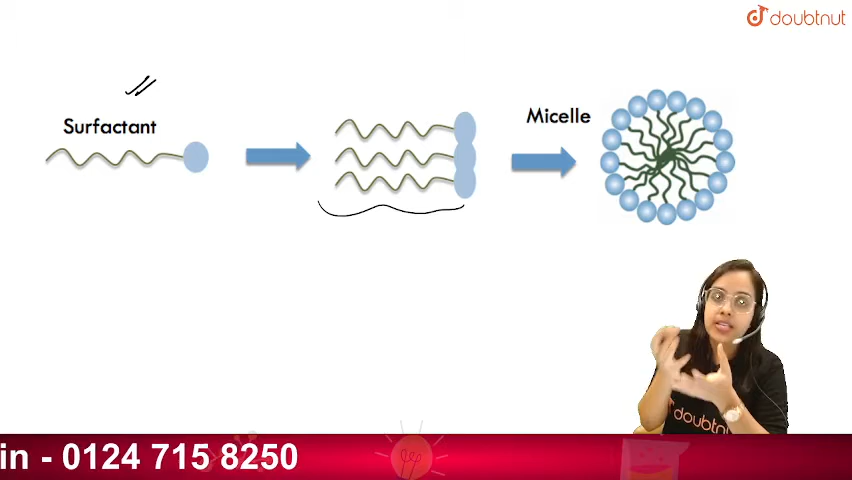 doubtnut
Surfactant
Micelle
doubtnut
in - 0124 715 8250